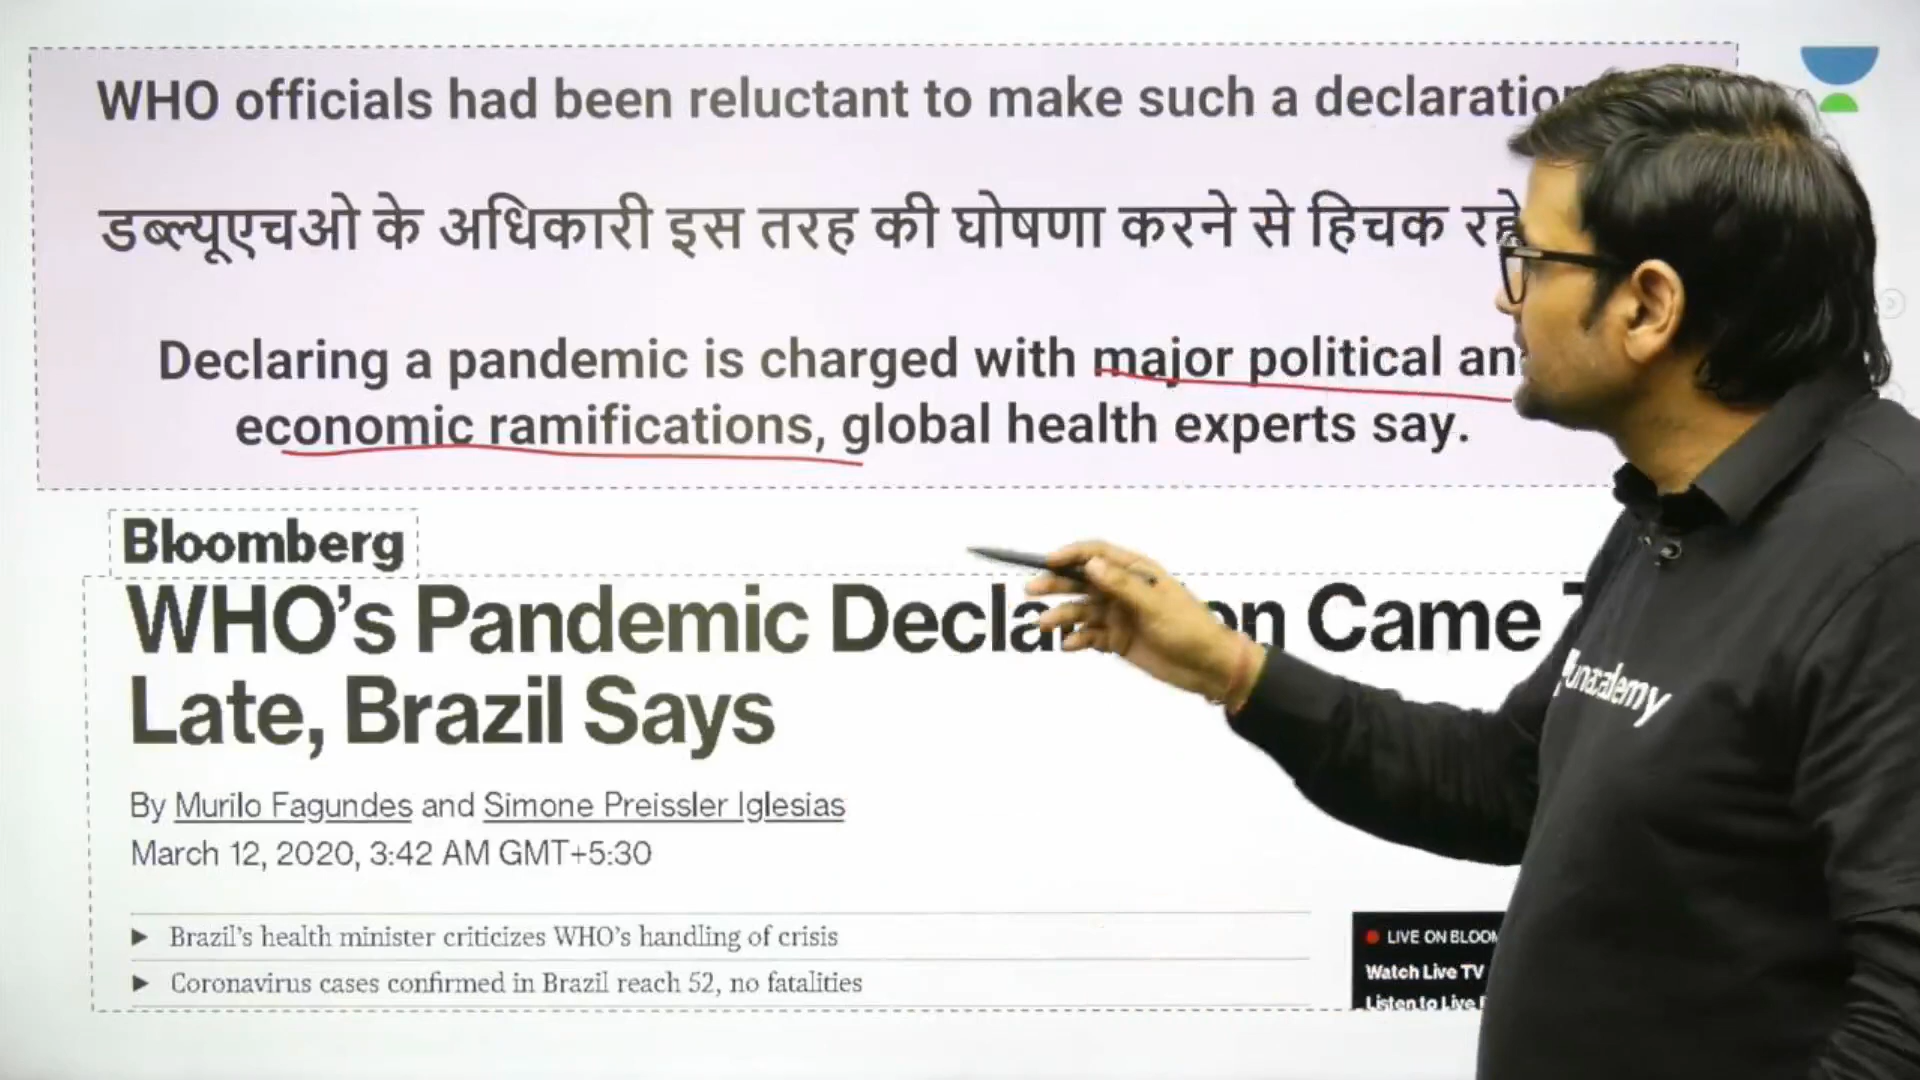 WHO officials had been reluctant to make such a declaration
डब्ल्यूएचओ के अधिकारी इस तरह की घोषणा करने से हिचक रहे
Declaring a pandemic is charged with major political an
economic ramifications, global health experts say.
Bloomberg
WHO's Pandemic Came
Late, Brazil Says
By Murilo Fagundes and Simone Preissler Iglesias
March 12, 2020, 3:42 AM GMT+5:30
▶ Brazil's health minister criticizes WHO's handling of crisis
▶ Coronavirus cases confirmed in Brazil reach 52, no fatalities
LIVE ON BLOOM
Watch Live TV
Listen to Live
unacademy